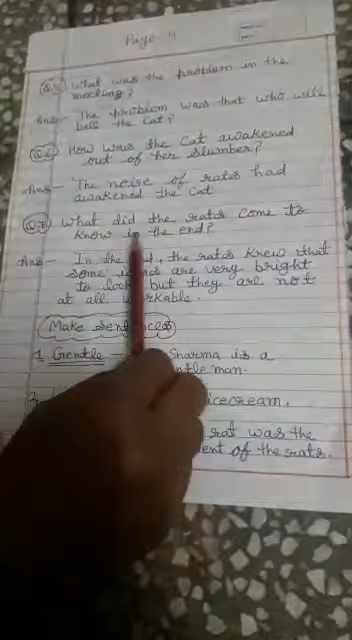 Page 4
Q5) What was the problem in the
meeting?
Ans- The problem was that who will
bell the cat?
Q6) How was the cat awakened
out of her slumber?
Ans- The noise of rats had
awakened the cat
Q7) What did the rats come to
know in the end?
Ans- In the end, the rats knew that
some are very bright
to look but they are not
at all workable.
Make Sentences
1. Gentle - Sharma is a
man.
icecream.
rat was the
of the rats.